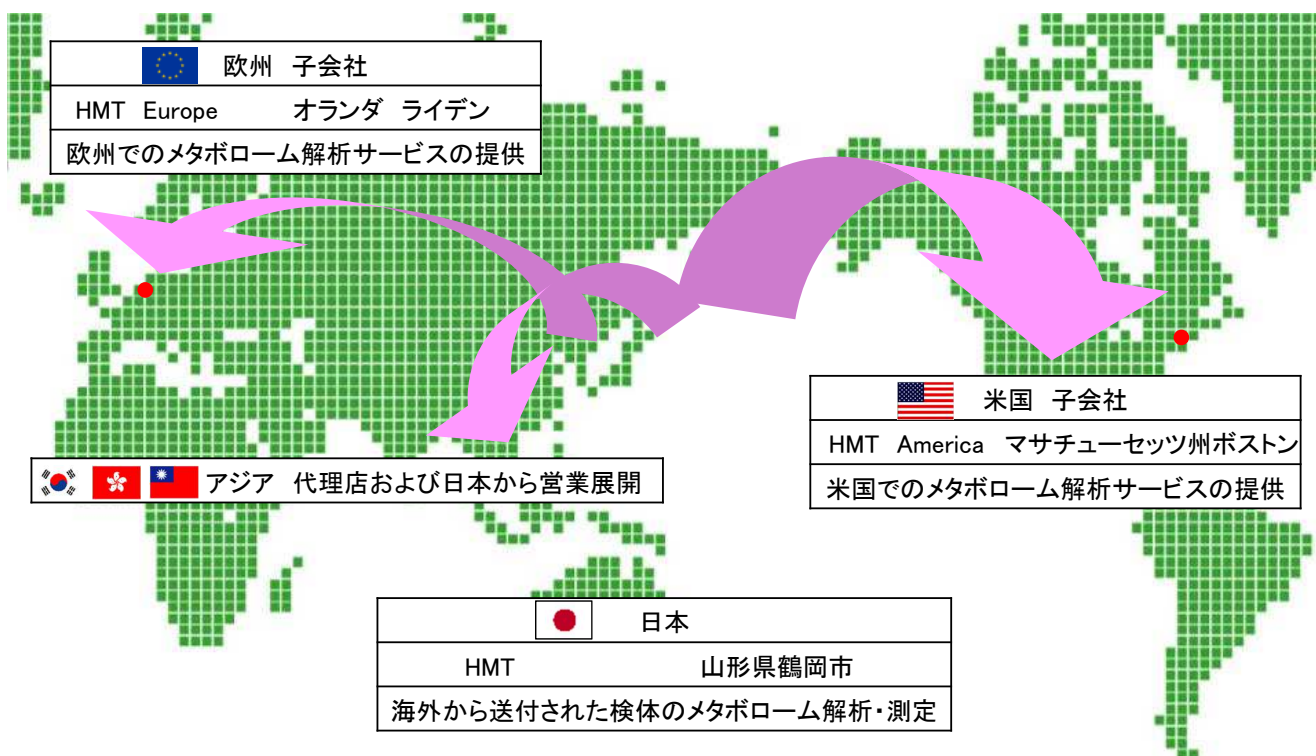 欧州 子会社
HMT Europe オランダ ライデン
欧州でのメタボローム解析サービスの提供
米国 子会社
HMT America マサチューセッツ州ボストン
米国でのメタボローム解析サービスの提供
アジア 代理店および日本から営業展開
日本
HMT 山形県鶴岡市
海外から送付された検体のメタボローム解析・測定